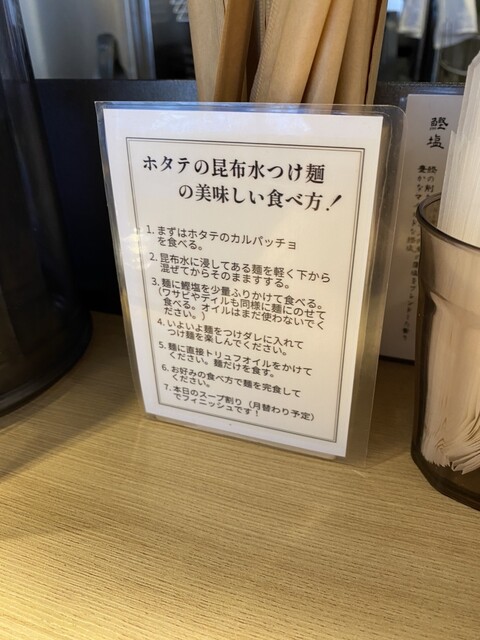 ホタテの昆布水つけ麺
の美味しい食べ方！
1. まずはホタテのカルパッチョ
を食べる。
2. 昆布水に浸してある麺を軽く下から
混ぜてからそのまますする。
3. 麺に鰹塩を少量ふりかけて食べる。
（ワサビやディルも同様に麺にのせて
食べる。オイルはまだ使わないでく
ださい。）
4. いよいよ麺をつけダレに入れて
つけ麺を楽しんでください。
5. 麺に直接トリュフオイルをかけて
ください。麺だけを食す。
6. お好みの食べ方で麺を完食して
ください。
7. 本日のスープ割り（月替わり予定）
でフィニッシュです！
鰹塩